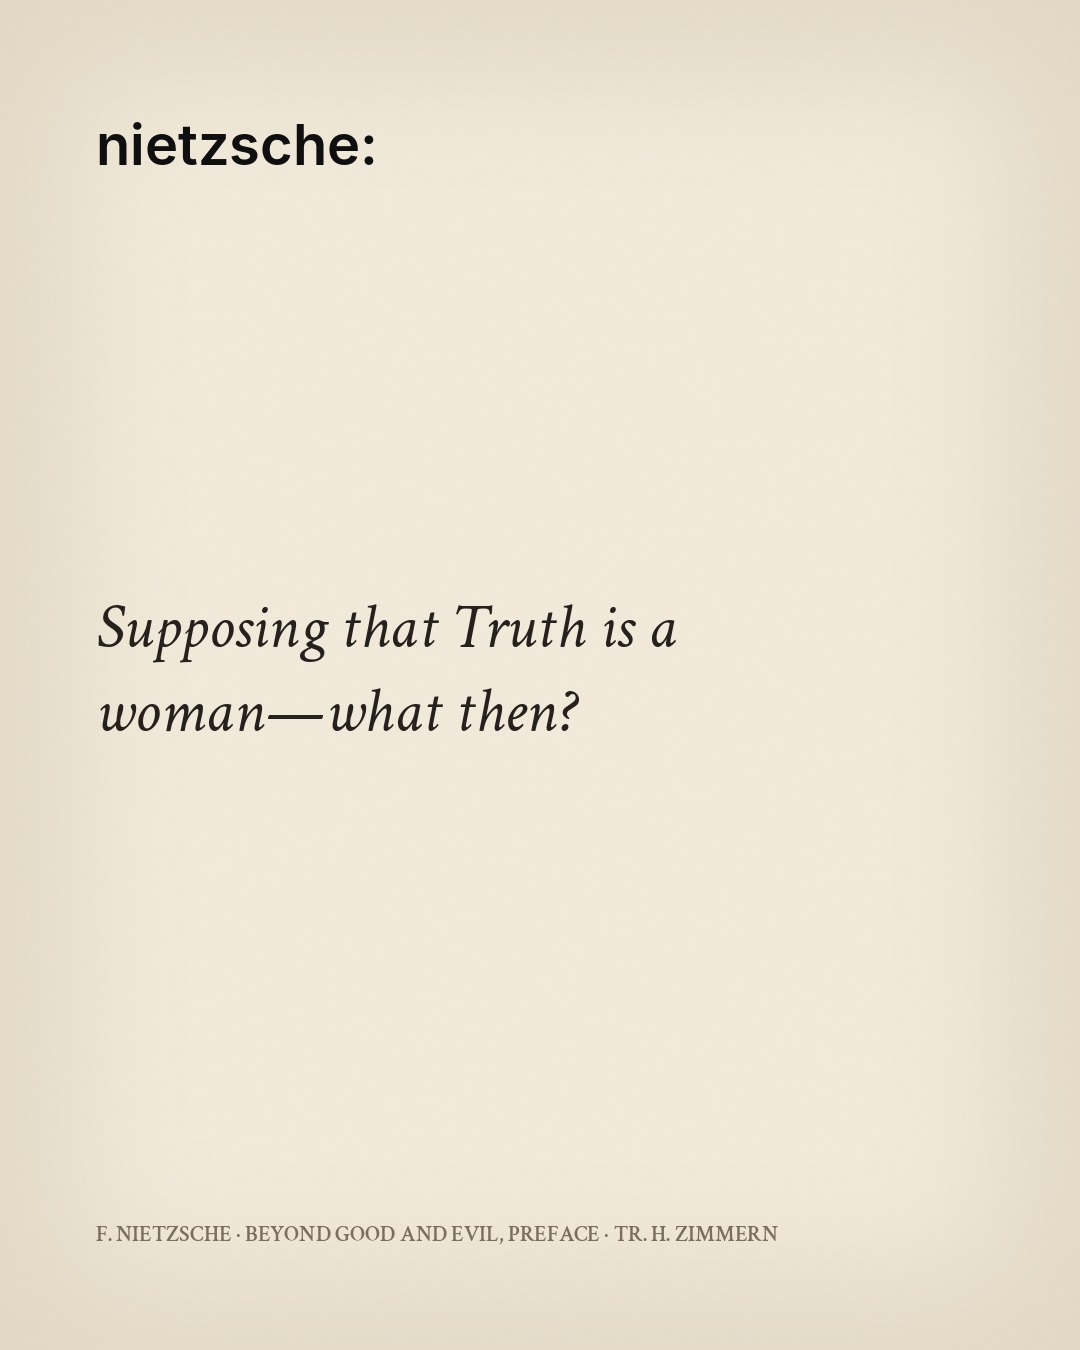 nietzsche:
Supposing that Truth is a
woman—what then?
F. NIETZSCHE · BEYOND GOOD AND EVIL, PREFACE · TR. H. ZIMMERN